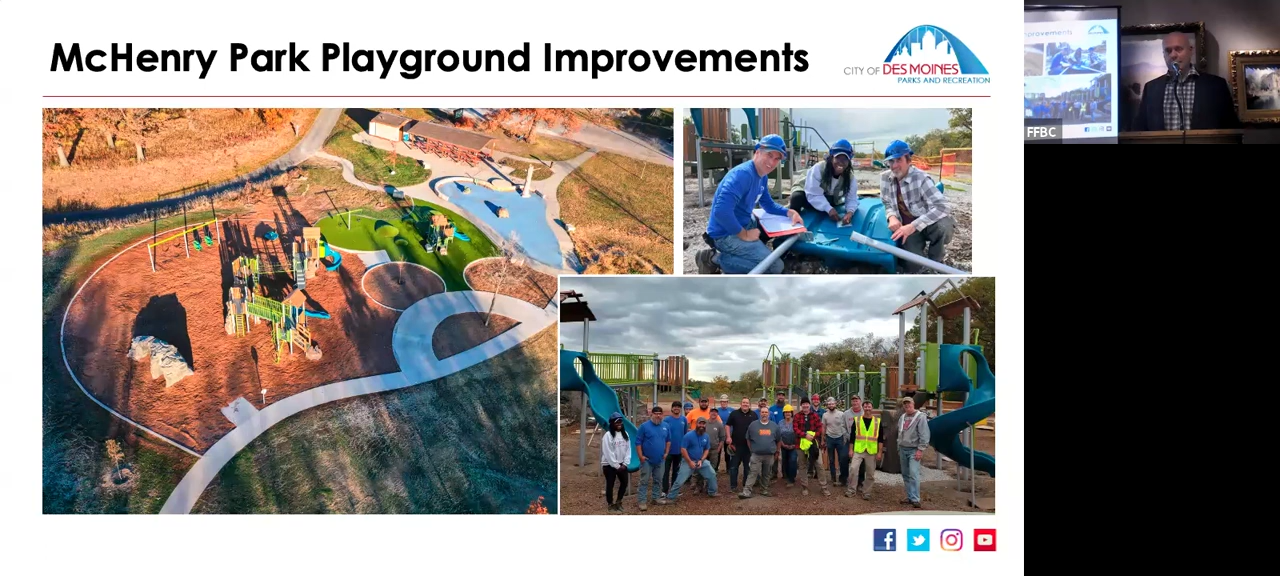 McHenry Park Playground Improvements
CITY OF DES MOINES
PARKS AND RECREATION
FFBC